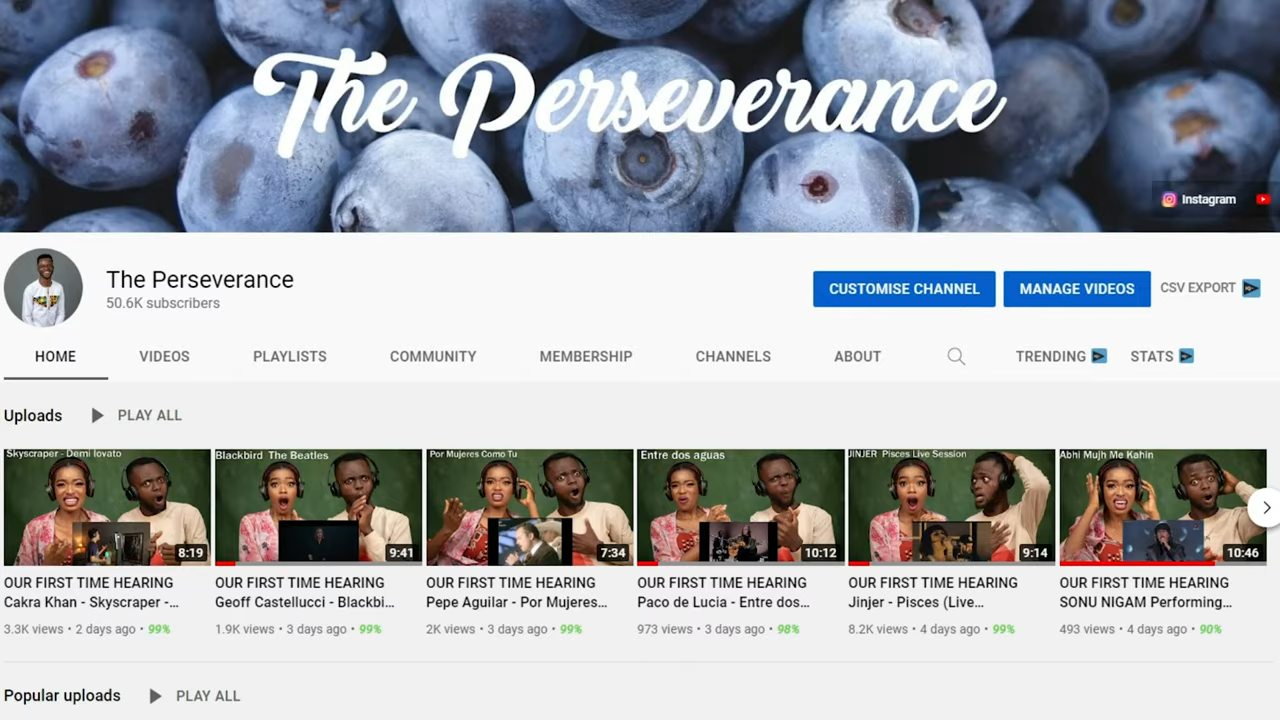 The Perseverance
Instagram
The Perseverance
50.6K subscribers
CUSTOMISE CHANNEL
MANAGE VIDEOS
CSV EXPORT
HOME
VIDEOS
PLAYLISTS
COMMUNITY
MEMBERSHIP
CHANNELS
ABOUT
TRENDING
STATS
Uploads
PLAY ALL
Skyscraper - Demi lovato
8:19
OUR FIRST TIME HEARING
Cakra Khan - Skyscraper -...
3.3K views • 2 days ago • 99%
Blackbird The Beatles
9:41
OUR FIRST TIME HEARING
Geoff Castellucci - Blackbi...
1.9K views • 3 days ago • 99%
Por Mujeres Como Tu
7:34
OUR FIRST TIME HEARING
Pepe Aguilar - Por Mujeres...
2K views • 3 days ago • 99%
Entre dos aguas
10:12
OUR FIRST TIME HEARING
Paco de Lucia - Entre dos...
973 views • 3 days ago • 98%
JINJER Pisces Live Session
9:14
OUR FIRST TIME HEARING
Jinjer - Pisces (Live...
8.2K views • 4 days ago • 99%
Abhi Mujh Me Kahin
10:46
OUR FIRST TIME HEARING
SONU NIGAM Performing...
493 views • 4 days ago • 90%
Popular uploads
PLAY ALL